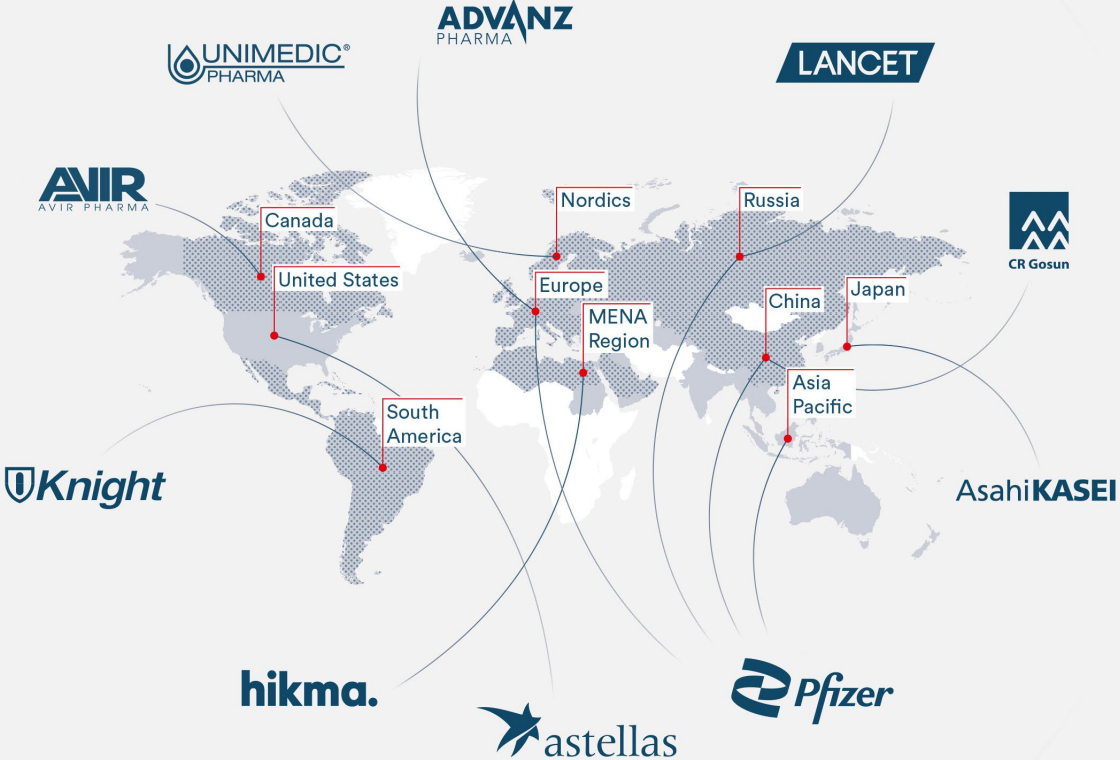 ADVANZ
PHARMA
UNIMEDIC®
PHARMA
LANCET
AVIR
AVIR PHARMA
Nordics
Russia
Canada
CR Gosun
United States
Europe
Japan
China
MENA
Region
Asia
Pacific
South
America
Knight
AsahiKASEI
hikma.
Pfizer
astellas